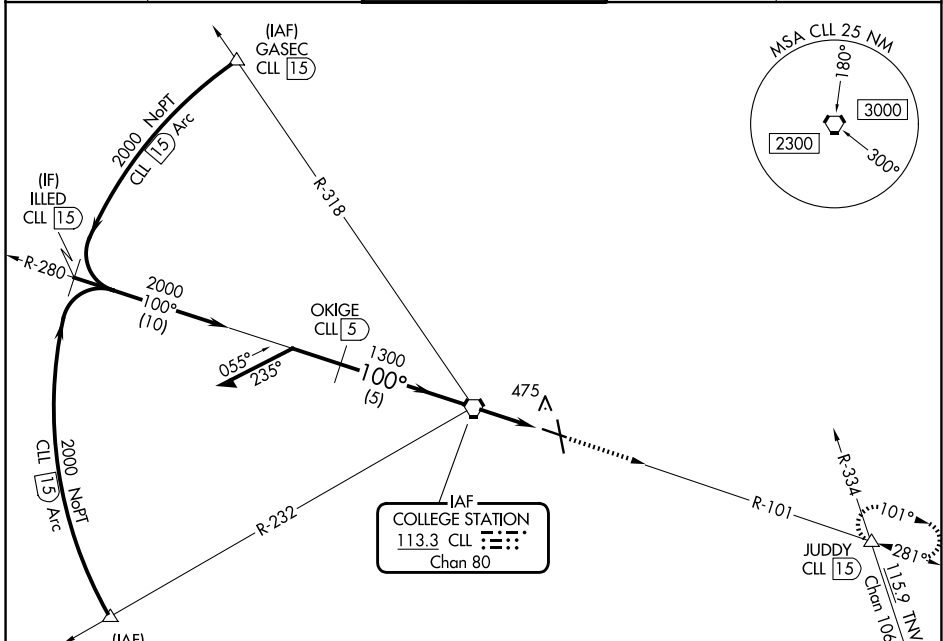 (IAF)
GASEC
CLL 15
MSA CLL 25 NM
180°
3000
2300
300°
2000 NoPT
CLL 15 Arc
R-318
(IF)
ILLED
CLL 15
R-280
2000
100°
(10)
OKIGE
CLL 5
1300
100°
(5)
055°
235°
475
2000 NoPT
CLL 15 Arc
R-232
IAF
COLLEGE STATION
113.3 CLL
Chan 80
R-101
R-334
101°
281°
JUDDY
CLL 15
115.9 TNV
Chan 106
(IAF)